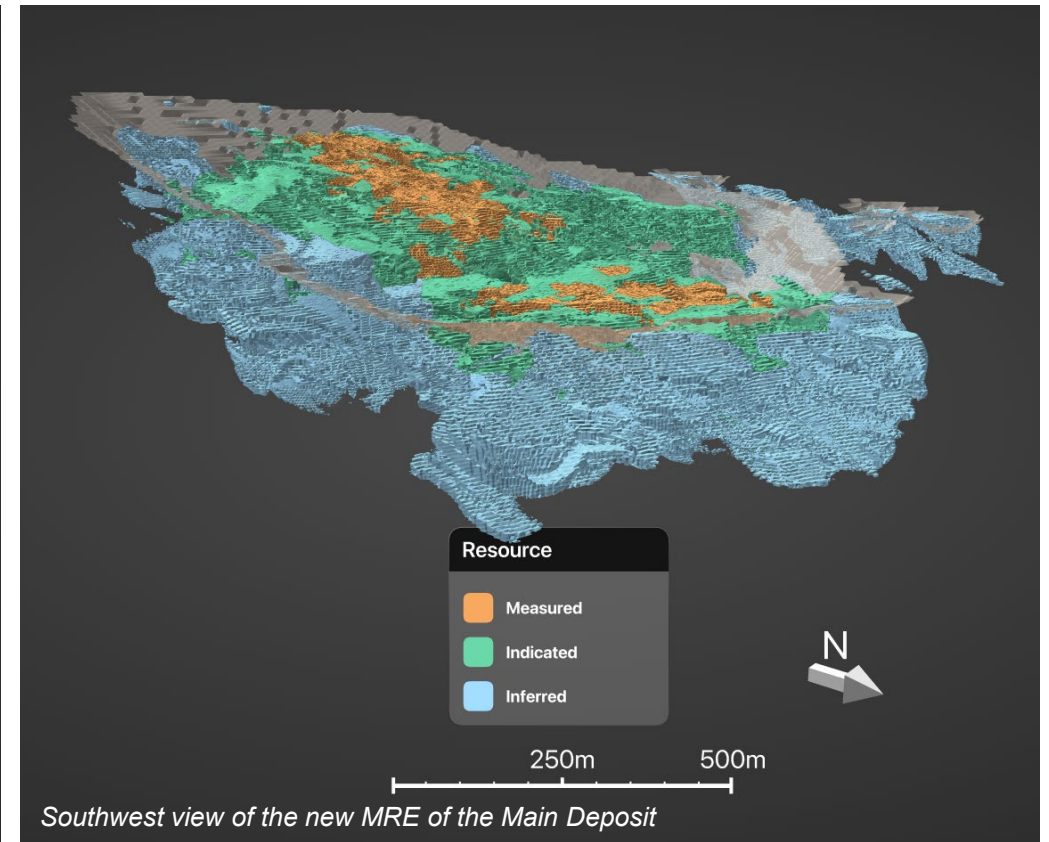 Resource
Measured
Indicated
Inferred
N
250m 500m
Southwest view of the new MRE of the Main Deposit